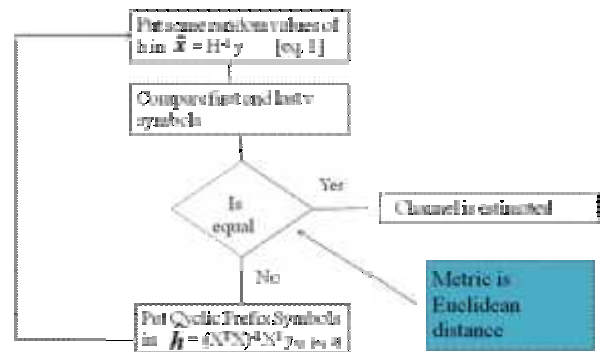 Put some random values of
h in x̂ = H⁻¹ y [eq. 1]
Compare first and last v
symbols
Is
equal
Yes
Channel is estimated
No
Metric is
Euclidean
distance
Put Cyclic Prefix Symbols
in h =